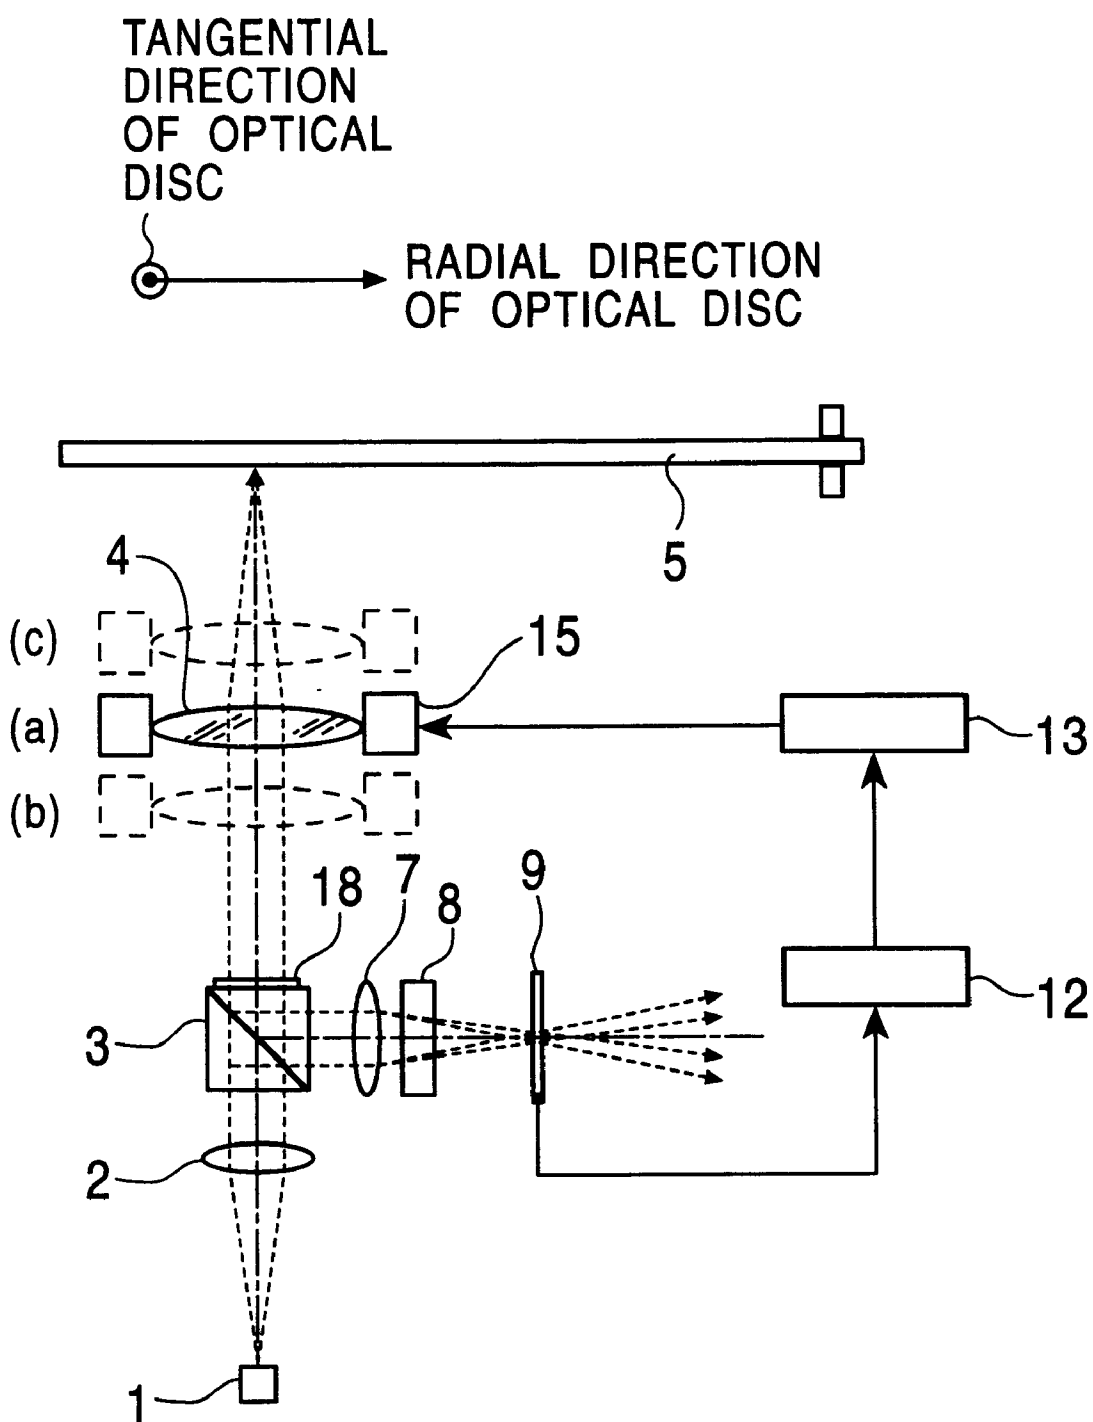 TANGENTIAL
DIRECTION
OF OPTICAL
DISC
RADIAL DIRECTION
OF OPTICAL DISC
5
4
(c)
15
(a)
13
(b)
7
9
18
8
12
3
2
1